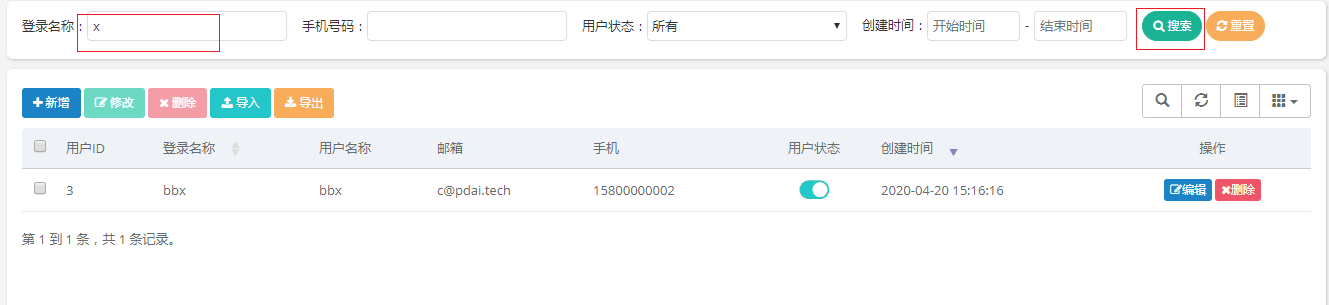 登录名称： x 手机号码： 用户状态： 所有 创建时间： 开始时间 - 结束时间 搜索 重置
新增 修改 删除 导入 导出
用户ID 登录名称 用户名称 邮箱 手机 用户状态 创建时间 操作
3 bbx bbx c@pdai.tech 15800000002 2020-04-20 15:16:16 编辑 删除
第 1 到 1 条，共 1 条记录。